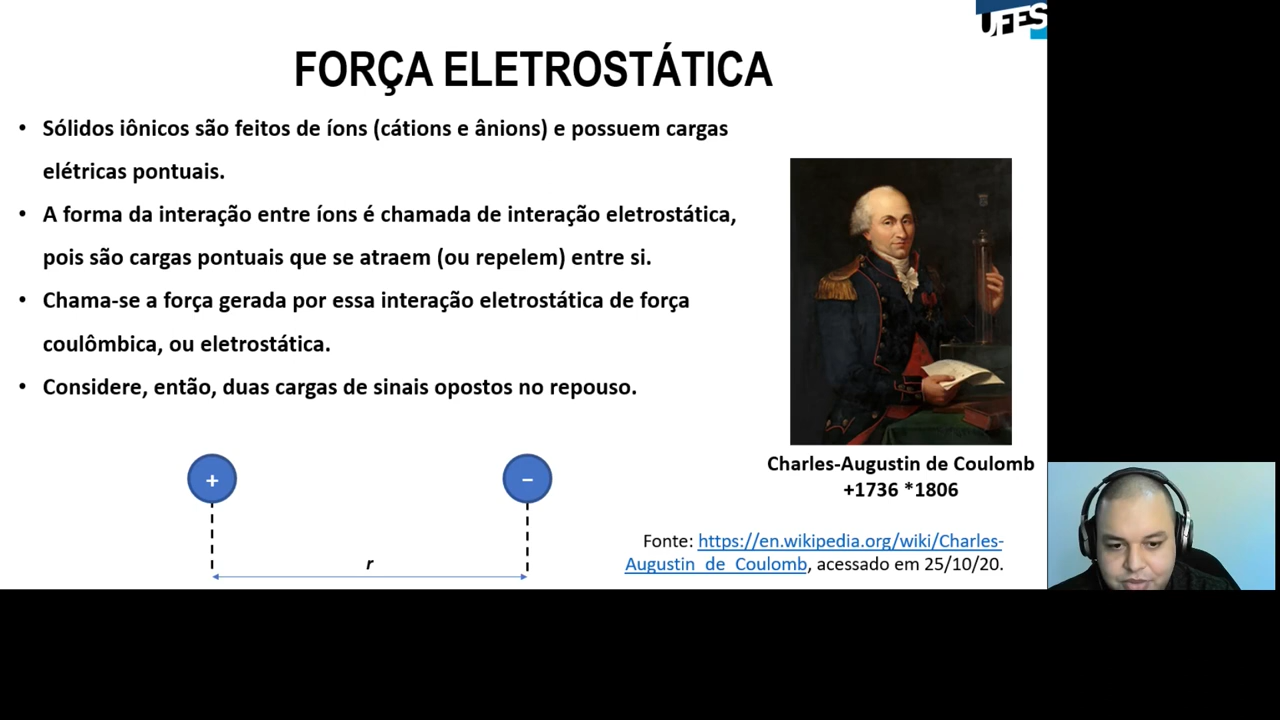 UFES
FORÇA ELETROSTÁTICA
• Sólidos iônicos são feitos de íons (cátions e ânions) e possuem cargas
elétricas pontuais.
• A forma da interação entre íons é chamada de interação eletrostática,
pois são cargas pontuais que se atraem (ou repelem) entre si.
• Chama-se a força gerada por essa interação eletrostática de força
coulômbica, ou eletrostática.
• Considere, então, duas cargas de sinais opostos no repouso.
Charles-Augustin de Coulomb
+1736 *1806
Fonte: https://en.wikipedia.org/wiki/Charles-
Augustin_de_Coulomb, acessado em 25/10/20.
+
−
r